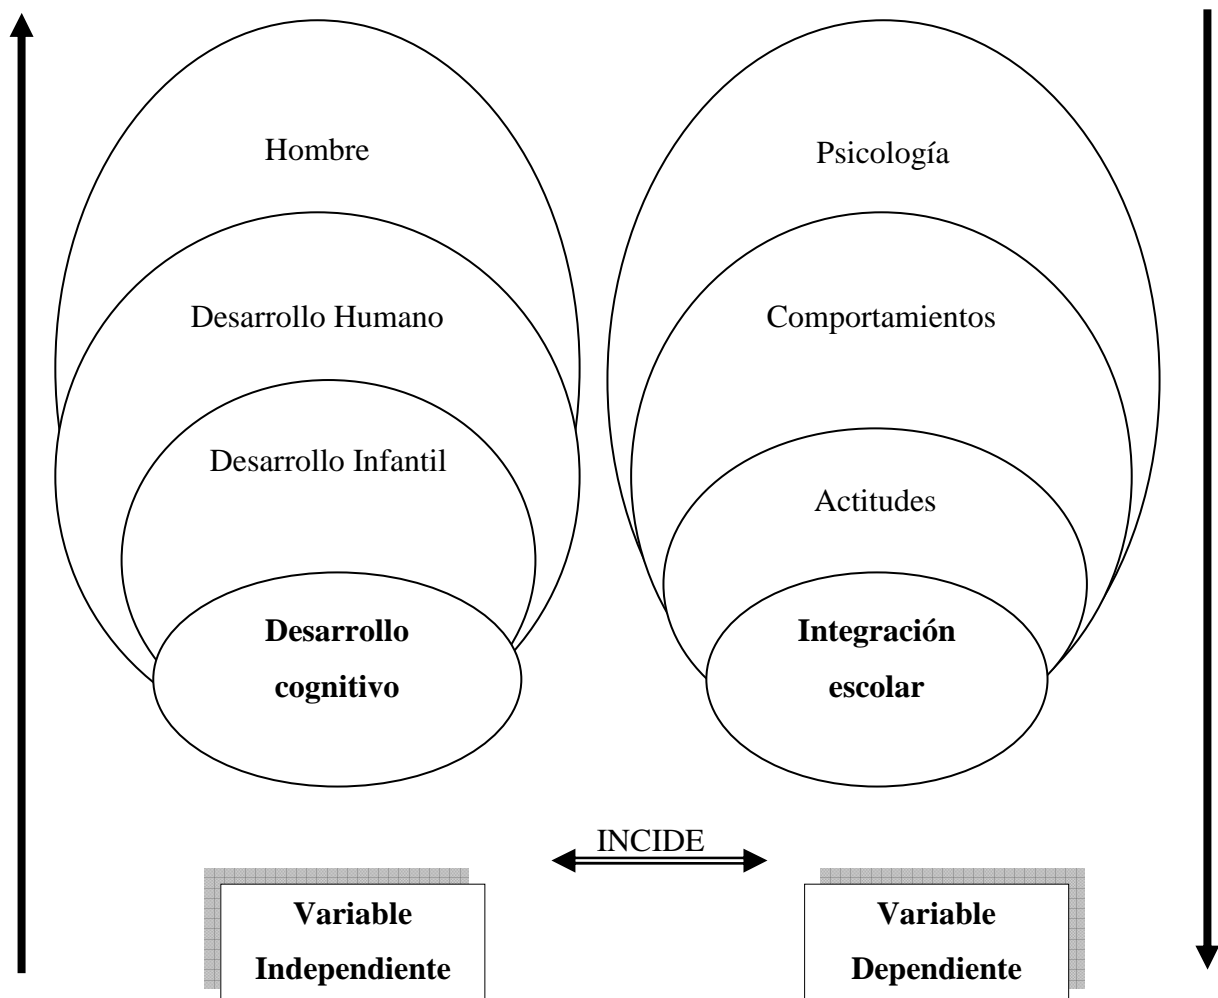 Hombre
Desarrollo Humano
Desarrollo Infantil
Desarrollo
cognitivo
Psicología
Comportamientos
Actitudes
Integración
escolar
INCIDE
Variable
Independiente
Variable
Dependiente